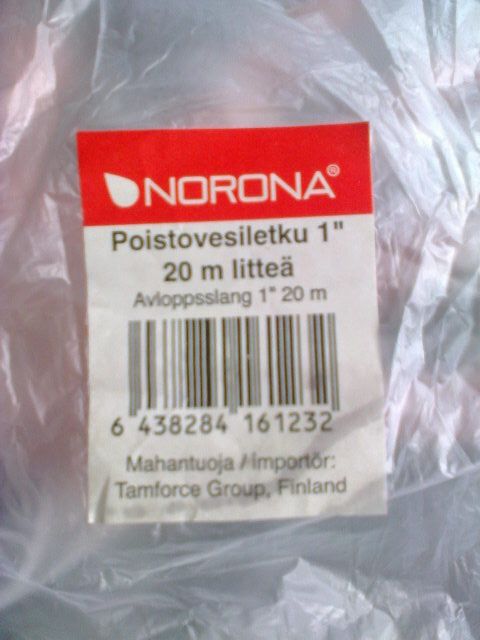 NORONA®
Poistovesiletku 1"
20 m litteä
Avloppsslang 1" 20 m
6 438284 161232
Mahantuoja / Importör:
Tamforce Group, Finland